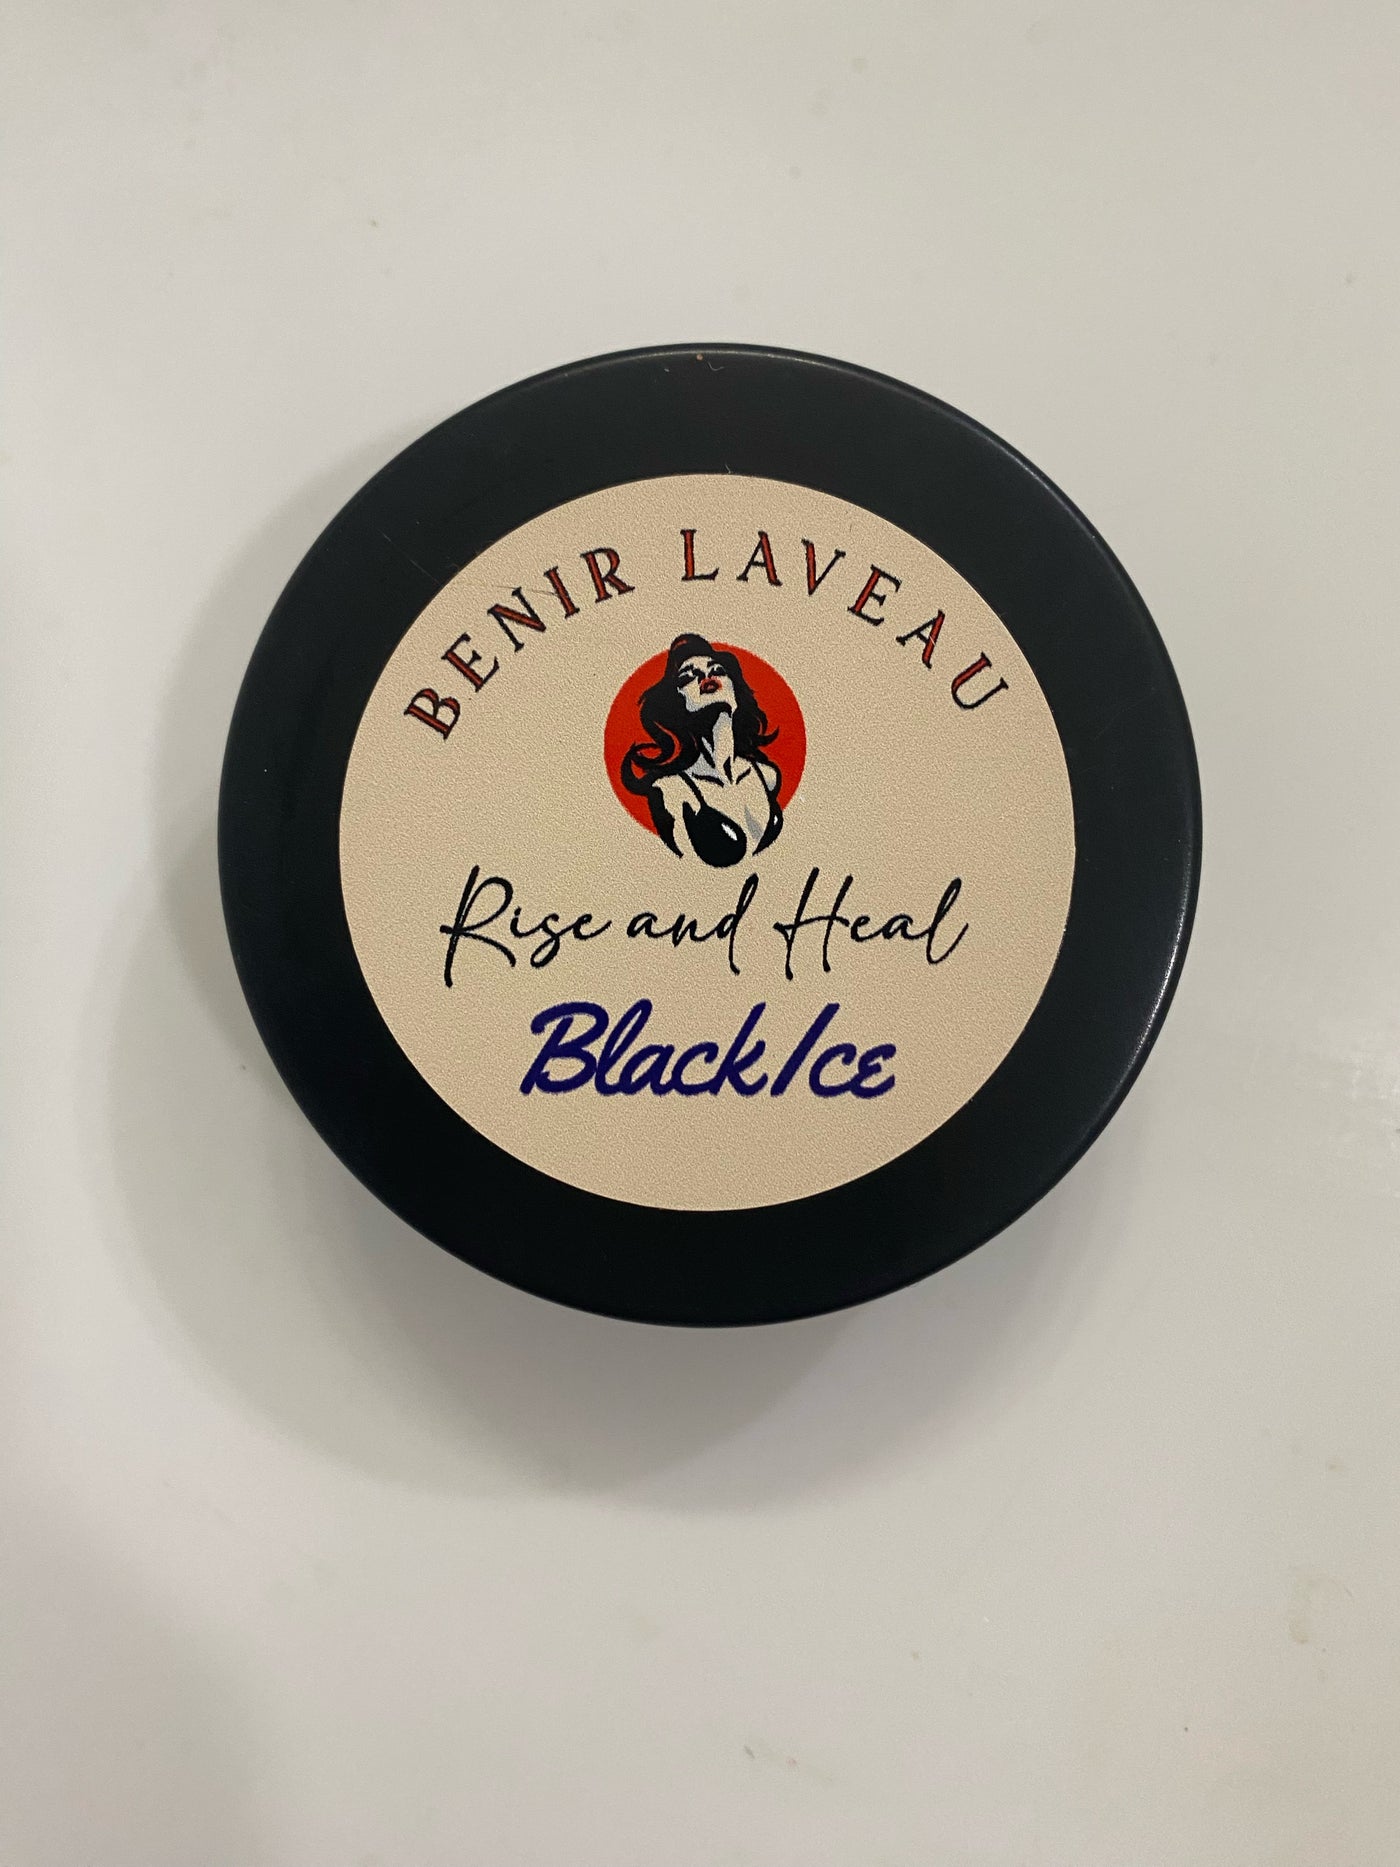 BENIR LAVEAU
Rise and Heal
Black Ice